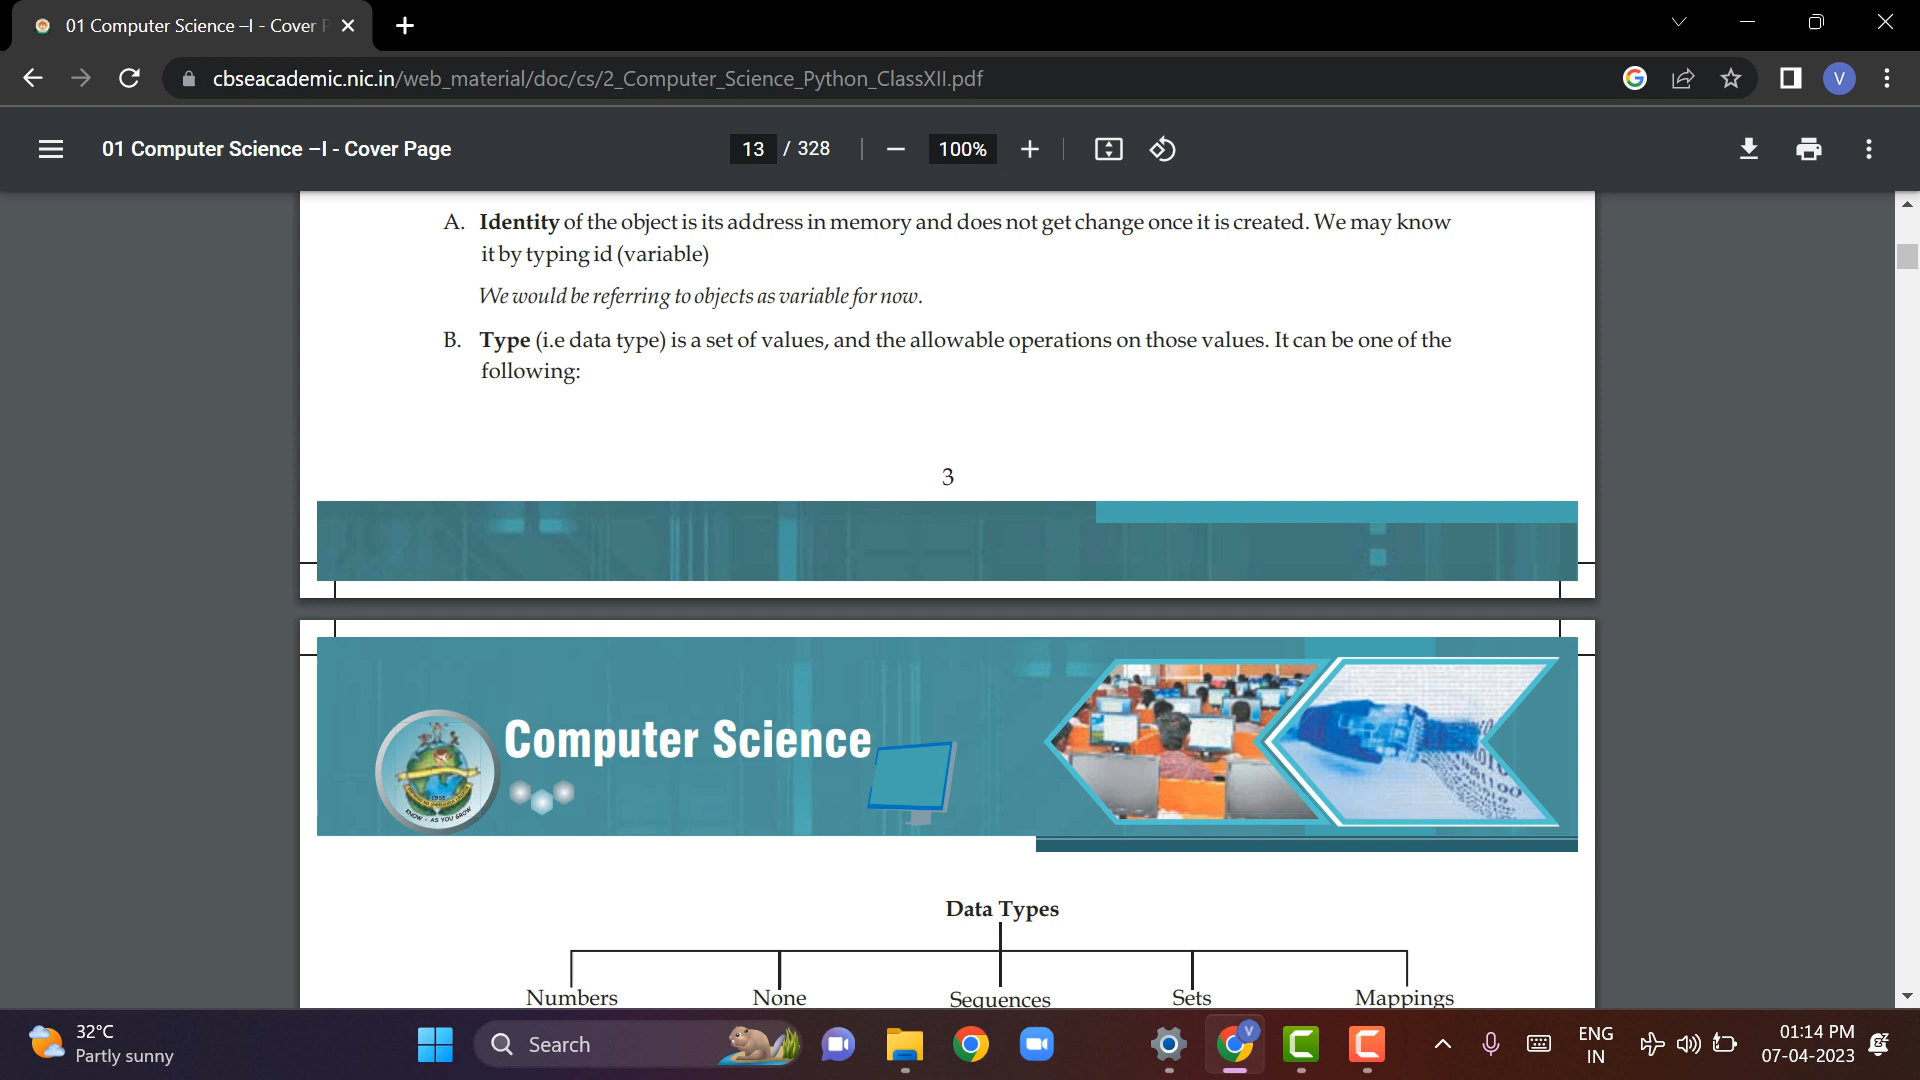 01 Computer Science –I - Cover P
cbseacademic.nic.in/web_material/doc/cs/2_Computer_Science_Python_ClassXII.pdf
V
01 Computer Science –I - Cover Page
13 / 328
100%
A. Identity of the object is its address in memory and does not get change once it is created. We may know
it by typing id (variable)
We would be referring to objects as variable for now.
B. Type (i.e data type) is a set of values, and the allowable operations on those values. It can be one of the
following:
3
Computer Science
CBSE
KNOW - AS YOU GROW
Data Types
Numbers None Sequences Sets Mappings
32°C
Partly sunny
Search
V
ENG
IN
01:14 PM
07-04-2023